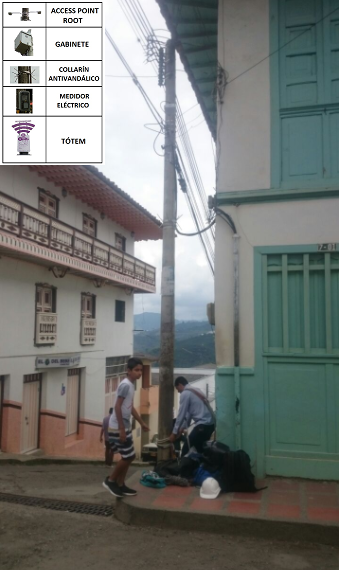 ACCESS POINT
ROOT
GABINETE
COLLARÍN
ANTIVANDÁLICO
MEDIDOR
ELÉCTRICO
TÓTEM